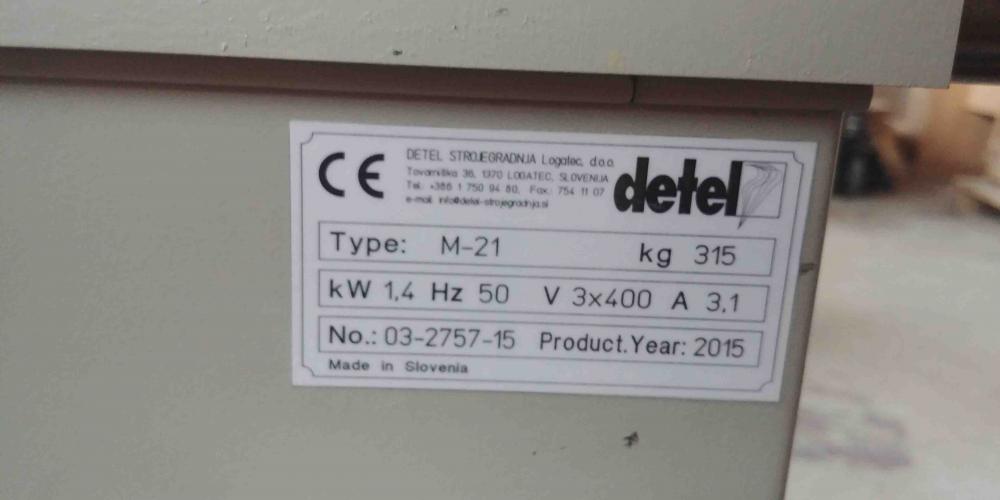 CE
DETEL STROJEGRADNJA Logatec, d.o.o.
Tovarniška 36, 1370 LOGATEC, SLOVENIJA
Tel.: +386 1 750 94 80, Fax.: 754 11 07
e-mail: info@detel-strojegradnja.si
detel
Type: M-21 kg 315
kW 1,4 Hz 50 V 3x400 A 3,1
No.: 03-2757-15 Product.Year: 2015
Made in Slovenia